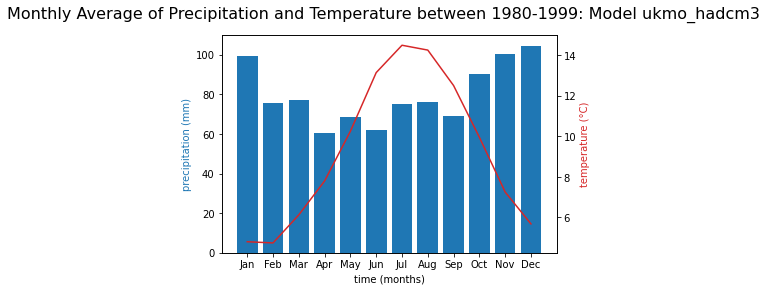 Monthly Average of Precipitation and Temperature between 1980-1999: Model ukmo_hadcm3
precipitation (mm)
100
80
60
40
20
0
14
12
10
8
6
temperature (°C)
Jan Feb Mar Apr May Jun Jul Aug Sep Oct Nov Dec
time (months)